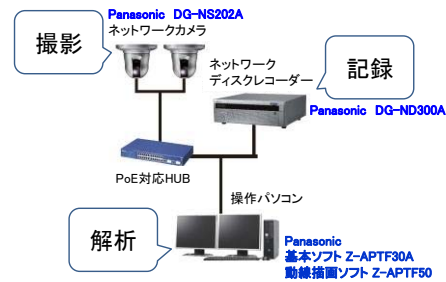 Panasonic DG-NS202A
ネットワークカメラ
撮影
ネットワーク
ディスクレコーダー
記録
Panasonic DG-ND300A
PoE対応HUB
操作パソコン
解析
Panasonic
基本ソフト Z-APTF30A
動線描画ソフト Z-APTF50